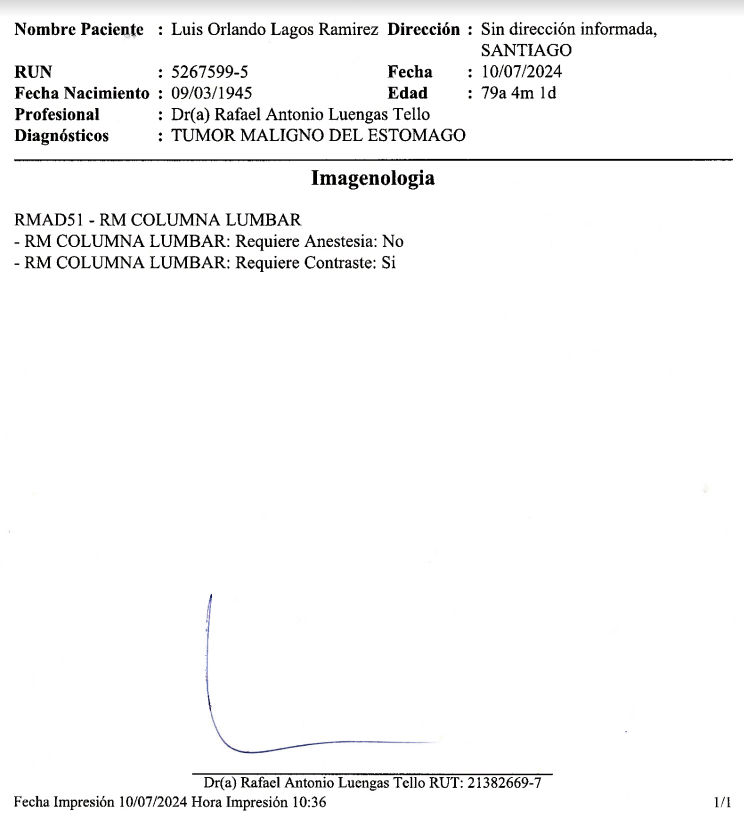 Nombre Paciente : Luis Orlando Lagos Ramirez Dirección : Sin dirección informada,
SANTIAGO
RUN : 5267599-5 Fecha : 10/07/2024
Fecha Nacimiento : 09/03/1945 Edad : 79a 4m 1d
Profesional : Dr(a) Rafael Antonio Luengas Tello
Diagnósticos : TUMOR MALIGNO DEL ESTOMAGO
Imagenologia
RMAD51 - RM COLUMNA LUMBAR
- RM COLUMNA LUMBAR: Requiere Anestesia: No
- RM COLUMNA LUMBAR: Requiere Contraste: Si
Dr(a) Rafael Antonio Luengas Tello RUT: 21382669-7
Fecha Impresión 10/07/2024 Hora Impresión 10:36 1/1